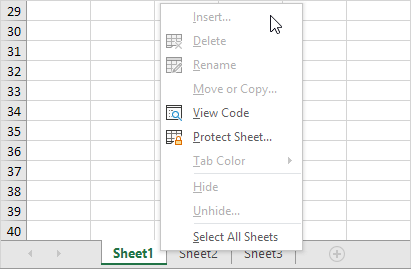 29
30
31
32
33
34
35
36
37
38
39
40
Insert...
Delete
Rename
Move or Copy...
View Code
Protect Sheet...
Tab Color
Hide
Unhide...
Select All Sheets
Sheet1 Sheet2 Sheet3